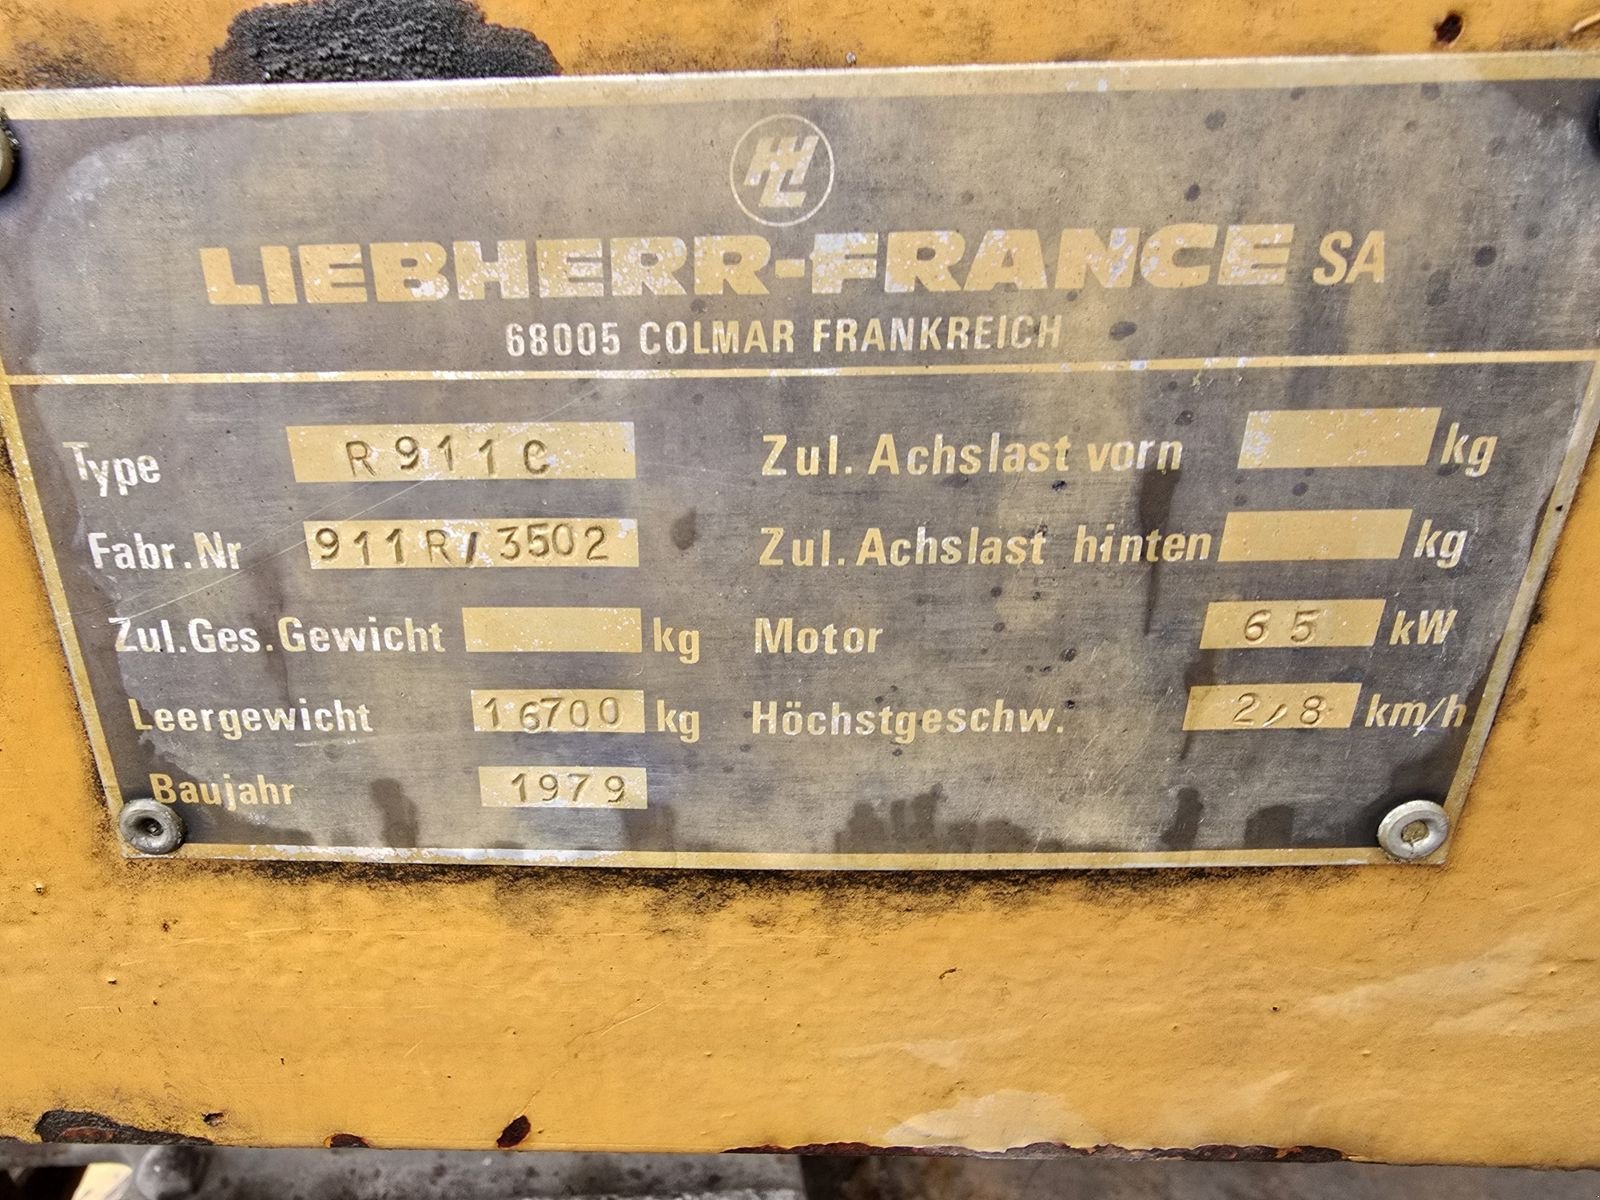 LIEBHERR-FRANCE SA
68005 COLMAR FRANKREICH
Type R911C
Fabr.Nr 911R/3502
Zul.Ges.Gewicht kg
Leergewicht 16700 kg
Baujahr 1979
Zul. Achslast vorn kg
Zul. Achslast hinten kg
Motor 65 kW
Höchstgeschw. 2,8 km/h